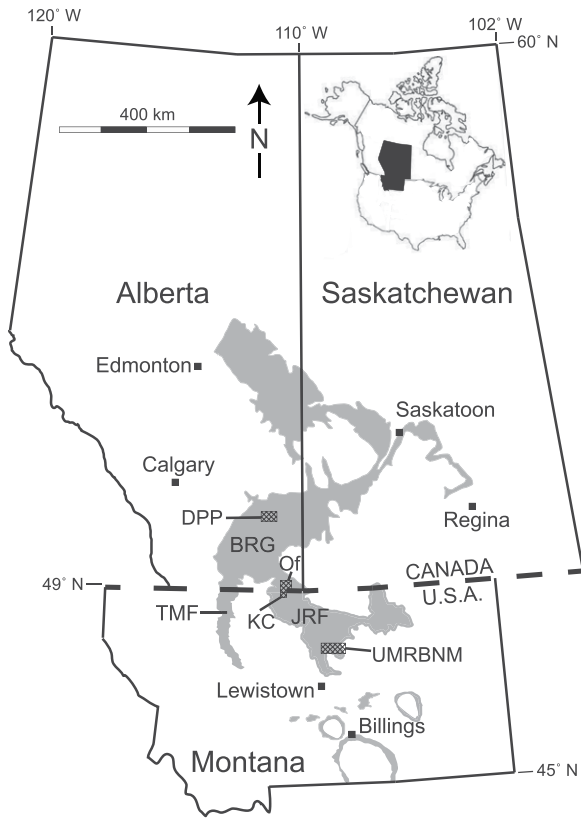 120° W
110° W
102° W
60° N
400 km
N
Alberta
Saskatchewan
Edmonton
Saskatoon
Calgary
DPP
Regina
BRG
Of
CANADA
49° N
U.S.A.
TMF
KC
JRF
UMRBNM
Lewistown
Billings
Montana
45° N